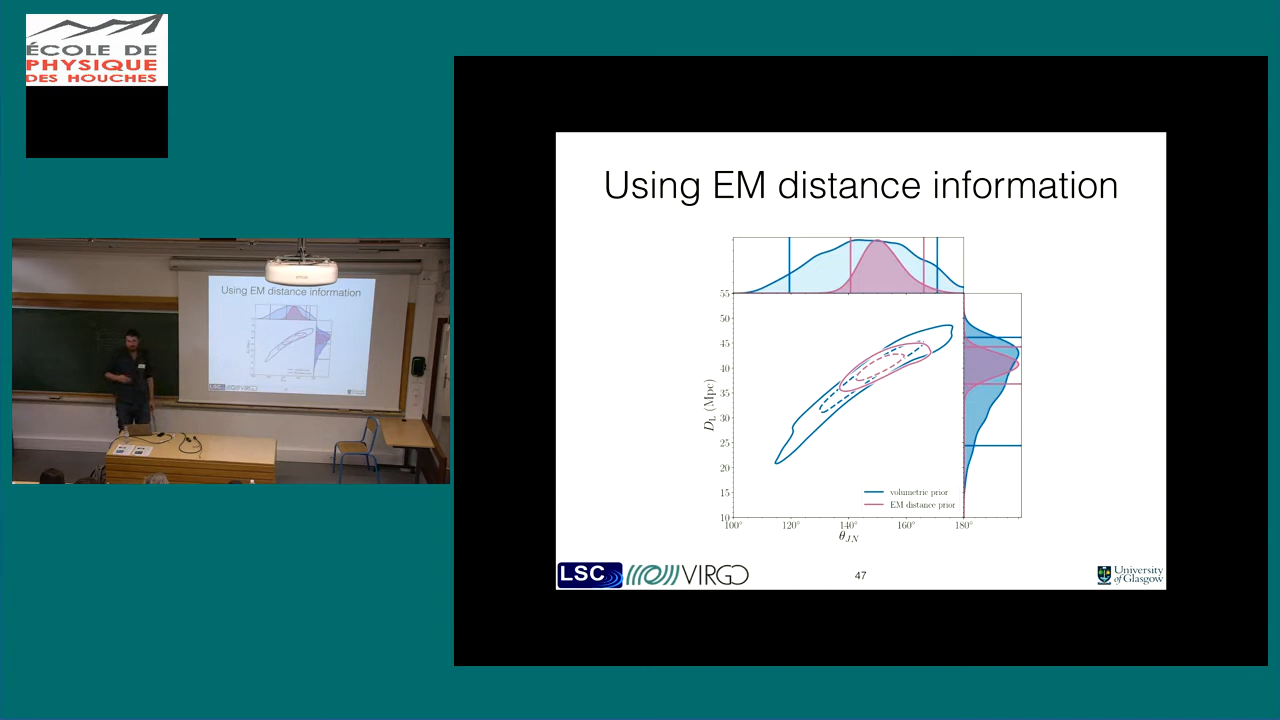 ÉCOLE DE
PHYSIQUE
DES HOUCHES
Using EM distance information
Using EM distance information
LSC
55
50
45
40
35
30
25
20
15
10
D_L (Mpc)
100° 120° 140° 160° 180°
θ_JN
volumetric prior
EM distance prior
LSC
VIRGO
47
University
of Glasgow